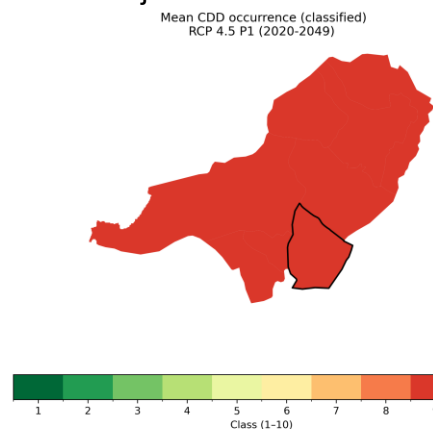 Mean CDD occurrence (classified)
RCP 4.5 P1 (2020-2049)
1 2 3 4 5 6 7 8
Class (1–10)